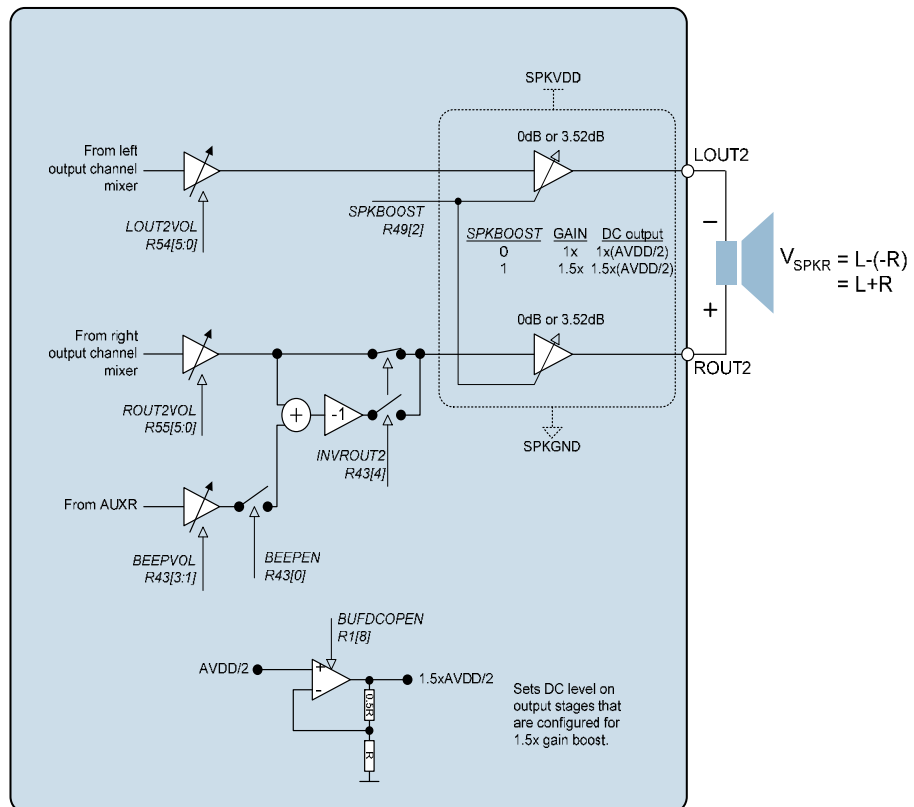 SPKVDD
0dB or 3.52dB
From left
output channel
mixer
LOUT2
LOUT2VOL
R54[5:0]
SPKBOOST
R49[2]
SPKBOOST GAIN DC output
0 1x 1x(AVDD/2)
1 1.5x 1.5x(AVDD/2)
−
+
V_SPKR = L-(-R)
= L+R
0dB or 3.52dB
From right
output channel
mixer
ROUT2
ROUT2VOL
R55[5:0]
+
-1
INVROUT2
R43[4]
SPKGND
From AUXR
BEEPVOL
R43[3:1]
BEEPEN
R43[0]
BUFDCOPEN
R1[8]
AVDD/2
+
-
1.5xAVDD/2
0.5R
R
Sets DC level on
output stages that
are configured for
1.5x gain boost.